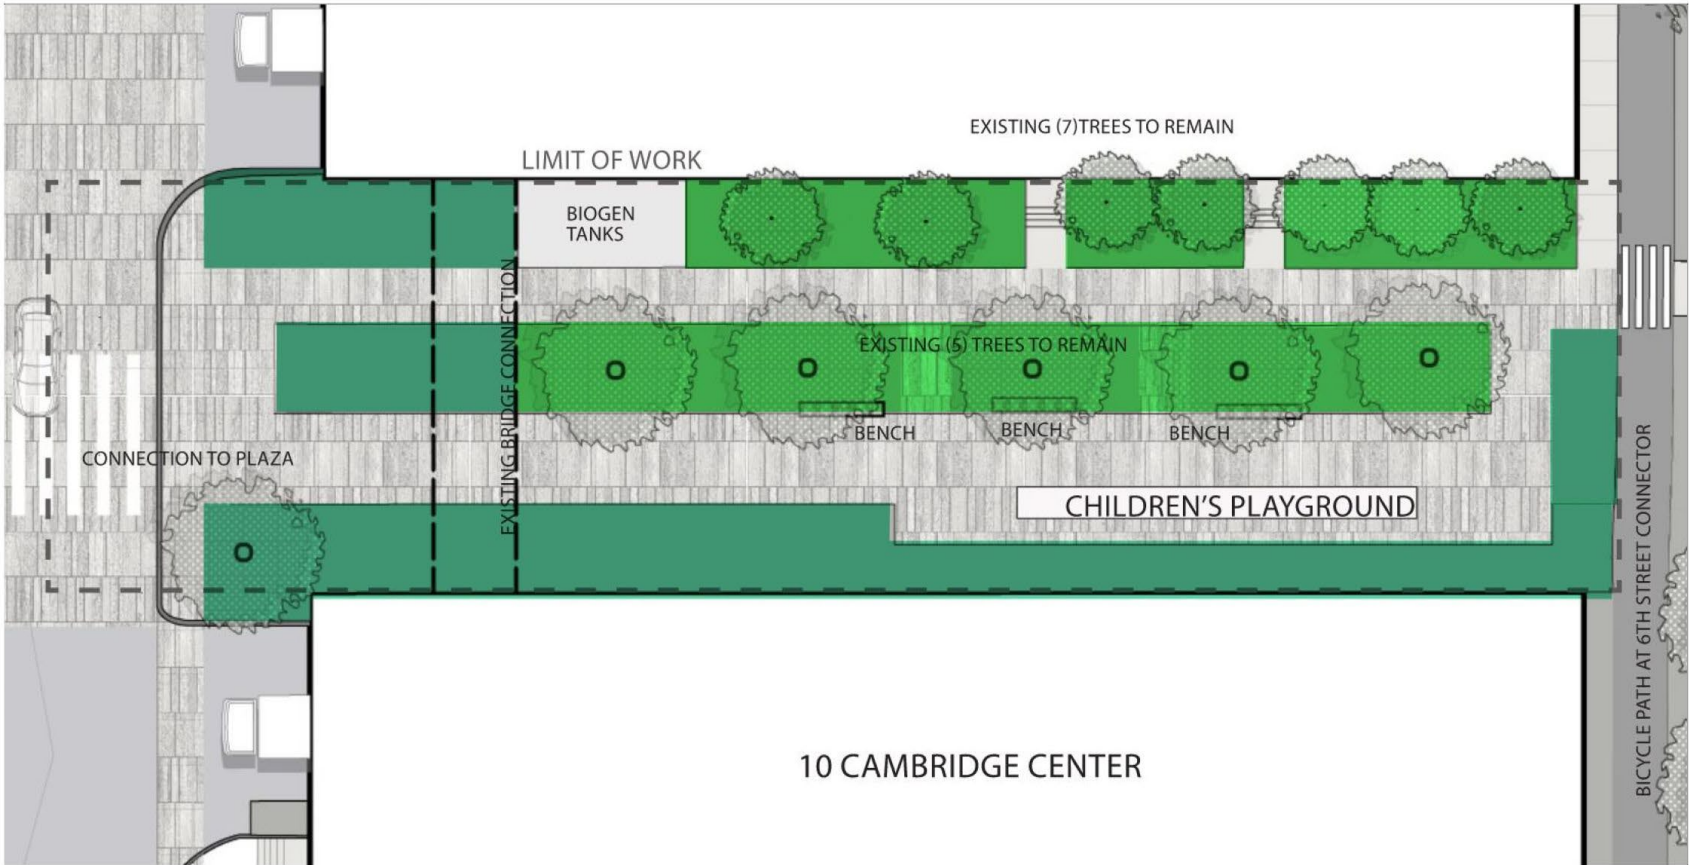 EXISTING (7)TREES TO REMAIN
LIMIT OF WORK
BIOGEN
TANKS
EXISTING BRIDGE CONNECTION
EXISTING (5) TREES TO REMAIN
BENCH
BENCH
BENCH
CONNECTION TO PLAZA
CHILDREN'S PLAYGROUND
BICYCLE PATH AT 6TH STREET CONNECTOR
10 CAMBRIDGE CENTER